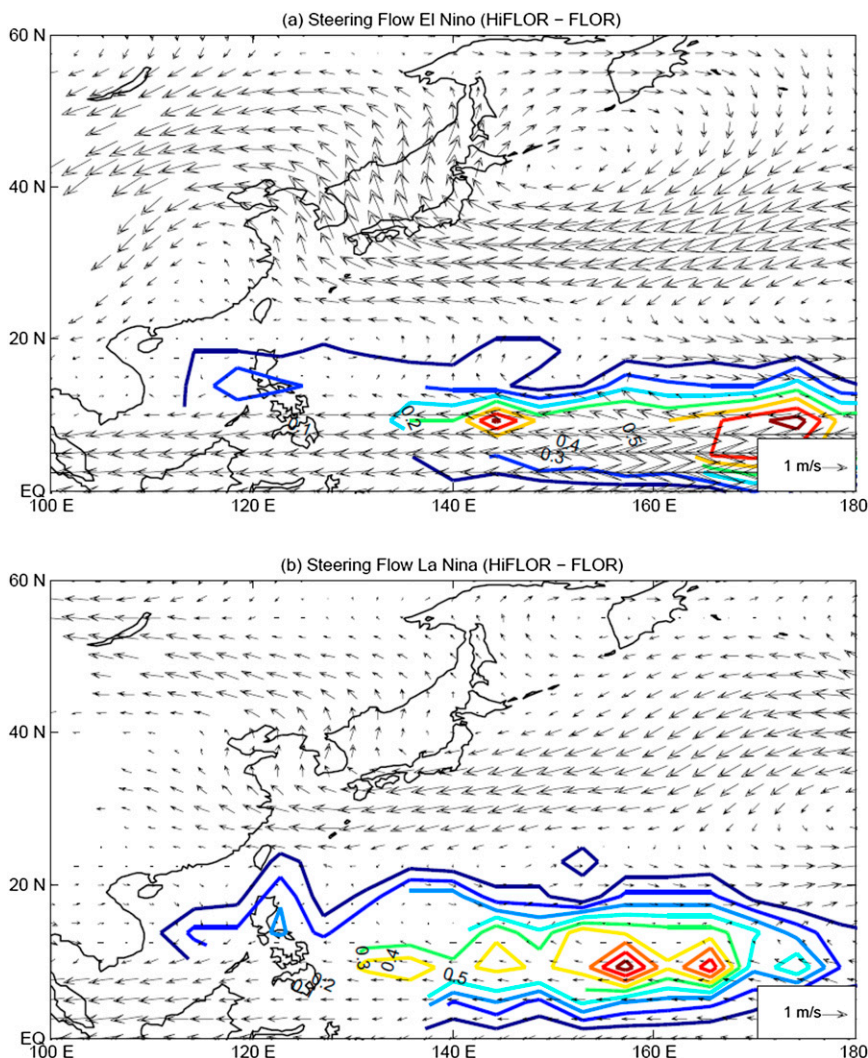 (a) Steering Flow El Nino (HiFLOR − FLOR)
60 N
40 N
20 N
0.2
0.5
0.4
0.3
1 m/s
EQ
100 E 120 E 140 E 160 E 180
(b) Steering Flow La Nina (HiFLOR − FLOR)
60 N
40 N
20 N
0.3
0.4
0.5
0.2
1 m/s
EQ
100 E 120 E 140 E 160 E 180